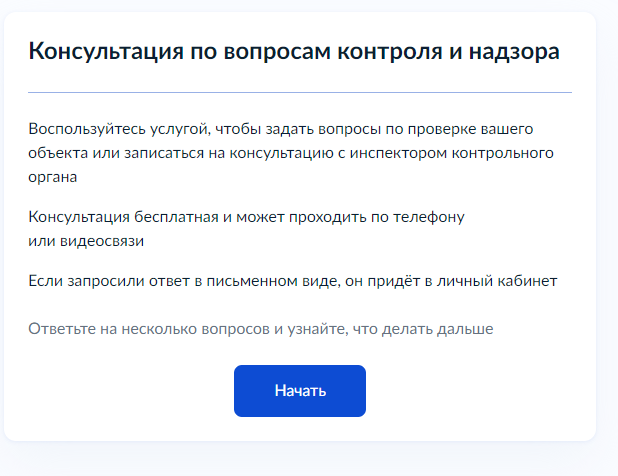 Консультация по вопросам контроля и надзора
Воспользуйтесь услугой, чтобы задать вопросы по проверке вашего
объекта или записаться на консультацию с инспектором контрольного
органа
Консультация бесплатная и может проходить по телефону
или видеосвязи
Если запросили ответ в письменном виде, он придёт в личный кабинет
Ответьте на несколько вопросов и узнайте, что делать дальше
Начать